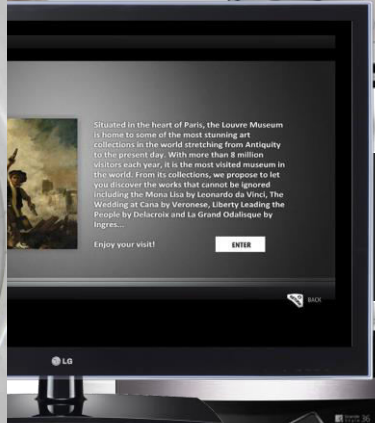 Situated in the heart of Paris, the Louvre Museum
is home to some of the most stunning art
collections in the world stretching from Antiquity
to the present day. With more than 8 million
visitors each year, it is the most visited museum in
the world. From its collections, we propose to let
you discover the works that cannot be ignored
including the Mona Lisa by Leonardo da Vinci, The
Wedding at Cana by Veronese, Liberty Leading the
People by Delacroix and La Grand Odalisque by
Ingres...
Enjoy your visit!
ENTER
BACK
LG
36